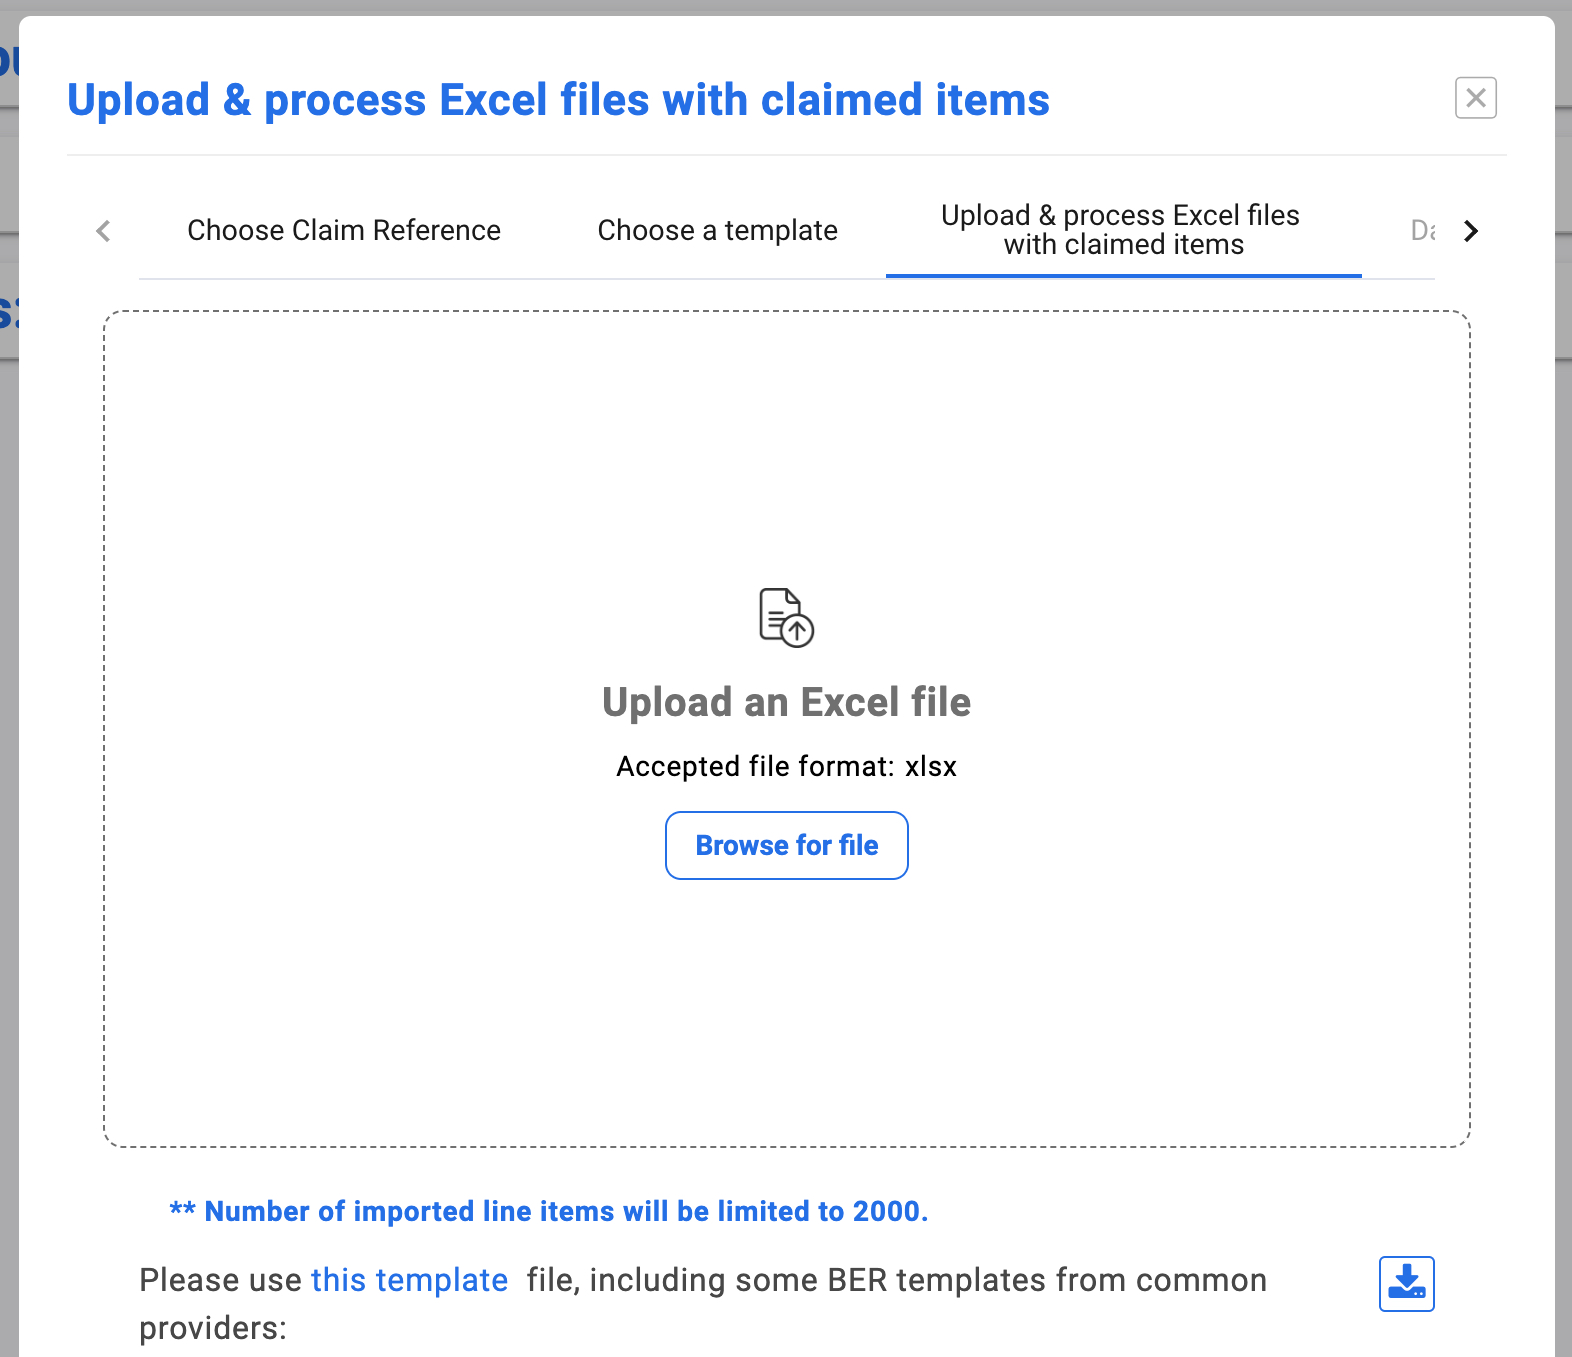 Upload & process Excel files with claimed items
Choose Claim Reference
Choose a template
Upload & process Excel files
with claimed items
Upload an Excel file
Accepted file format: xlsx
Browse for file
** Number of imported line items will be limited to 2000.
Please use this template file, including some BER templates from common
providers: